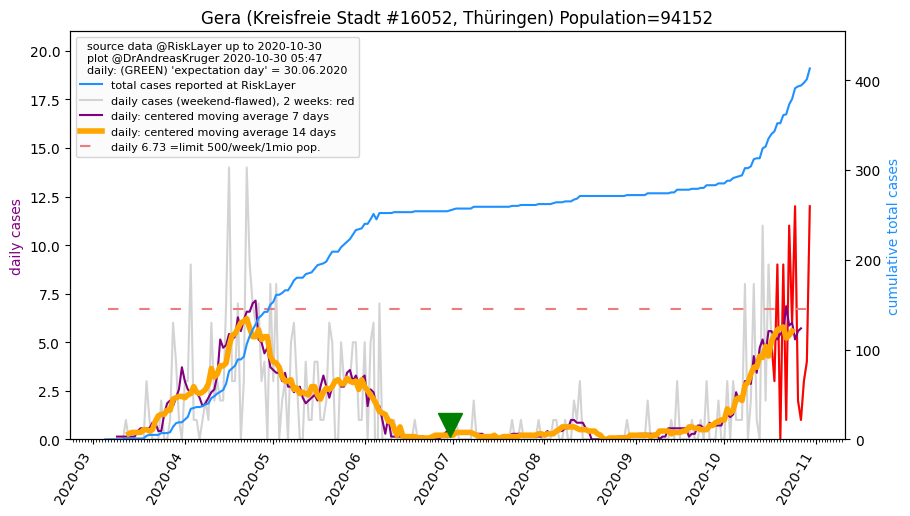 Gera (Kreisfreie Stadt #16052, Thüringen) Population=94152
source data @RiskLayer up to 2020-10-30
plot @DrAndreasKruger 2020-10-30 05:47
daily: (GREEN) 'expectation day' = 30.06.2020
total cases reported at RiskLayer
daily cases (weekend-flawed), 2 weeks: red
daily: centered moving average 7 days
daily: centered moving average 14 days
daily 6.73 =limit 500/week/1mio pop.
daily cases
20.0
17.5
15.0
12.5
10.0
7.5
5.0
2.5
0.0
400
300
200
100
0
cumulative total cases
2020-03
2020-04
2020-05
2020-06
2020-07
2020-08
2020-09
2020-10
2020-11